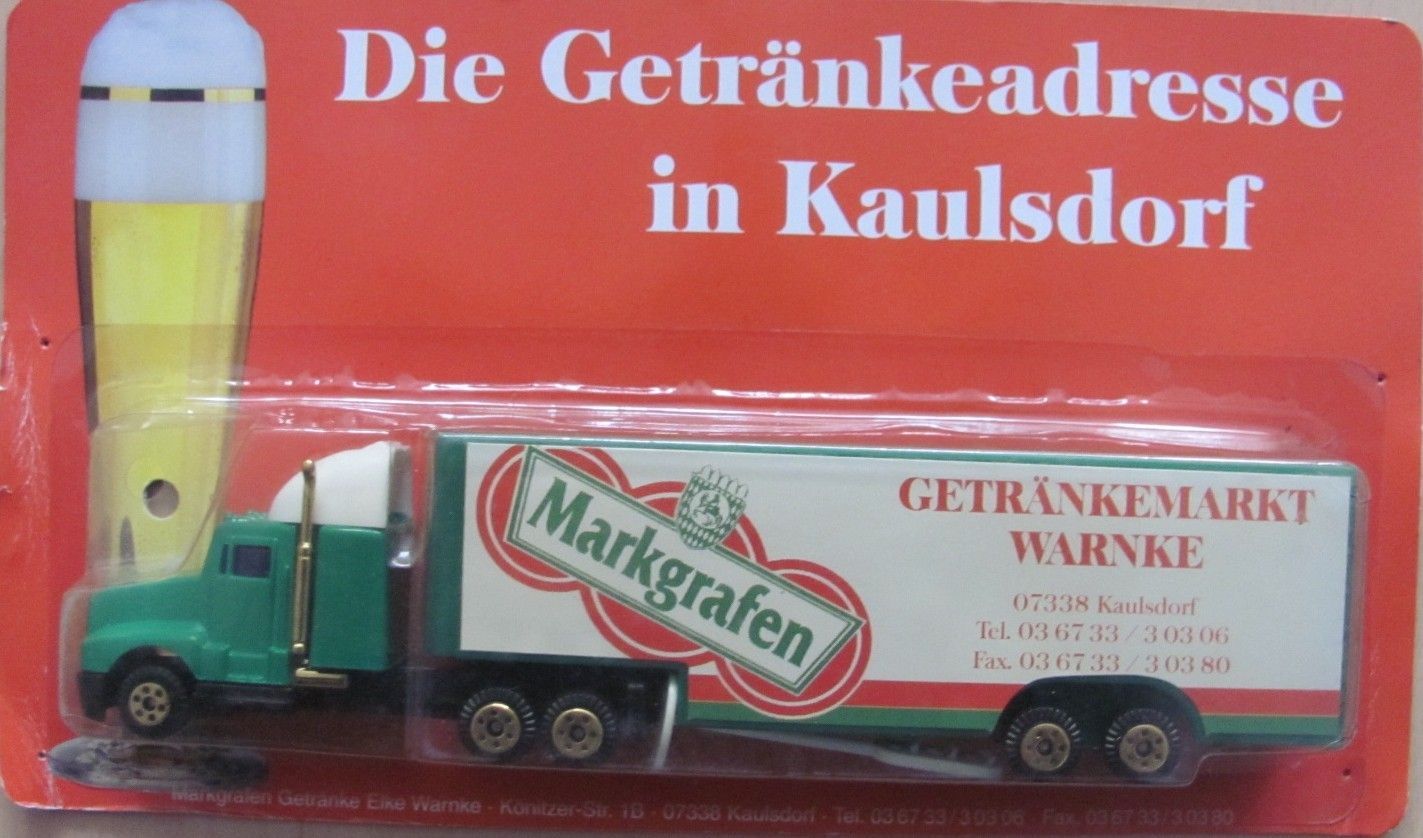 Die Getränkeadresse
in Kaulsdorf
Markgrafen
GETRÄNKEMARKT
WARNKE
07338 Kaulsdorf
Tel. 03 67 33 / 3 03 06
Fax. 03 67 33 / 3 03 80
Markgrafen Getränke Elke Warnke · Könitzer-Str. 1B · 07338 Kaulsdorf · Tel. 03 67 33 / 3 03 06 Fax. 03 67 33 / 3 03 80